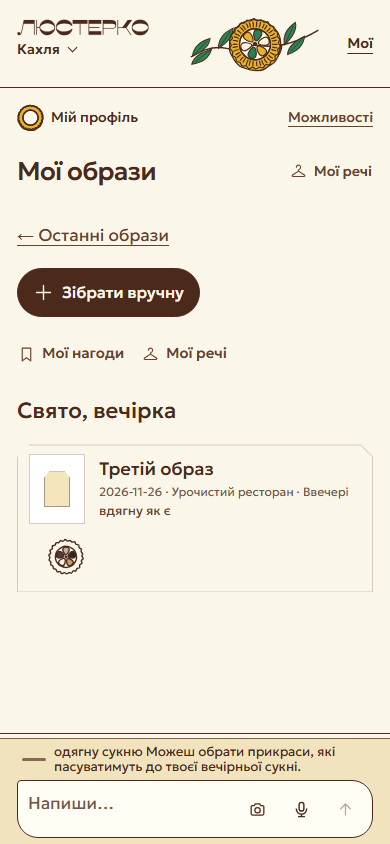 ЛЮСТЕРКО
Кахля
Мої
Мій профіль
Можливості
Мої образи
Мої речі
← Останні образи
Зібрати вручну
Мої нагоди
Мої речі
Свято, вечірка
Третій образ
2026-11-26 · Урочистий ресторан · Ввечері
вдягну як є
одягну сукню Можеш обрати прикраси, які
пасуватимуть до твоєї вечірньої сукні.
Напиши...